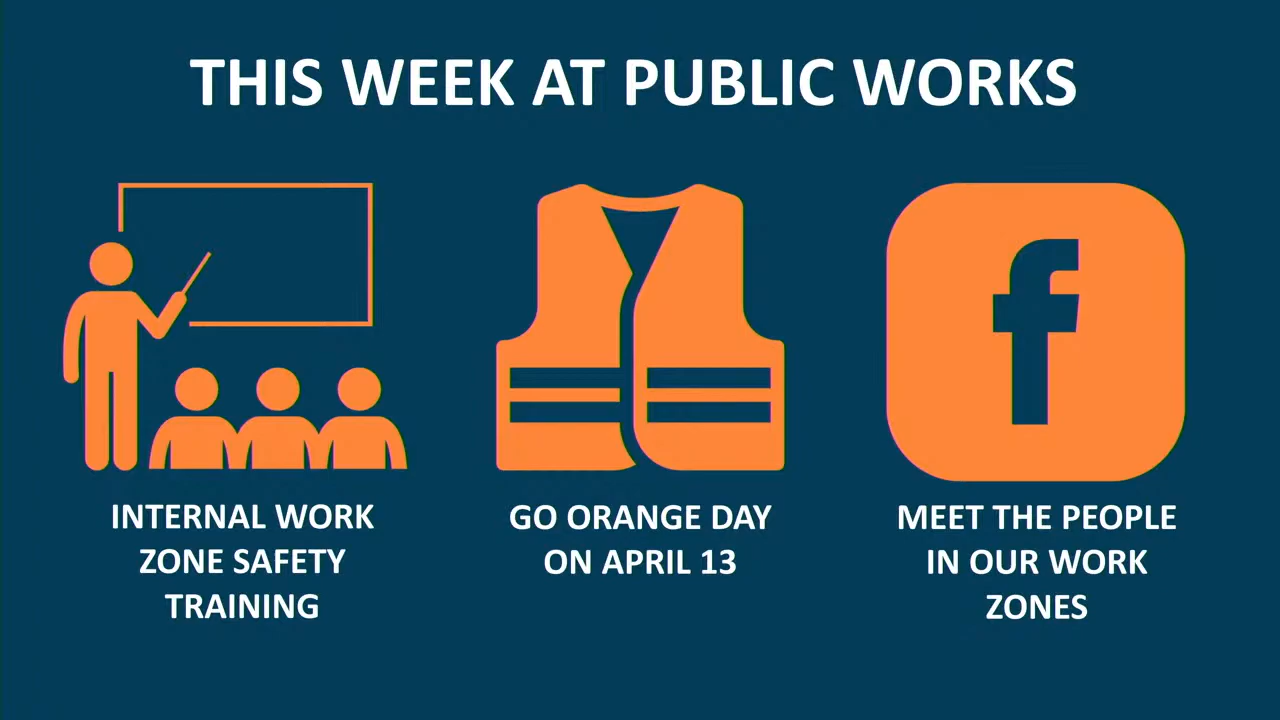 THIS WEEK AT PUBLIC WORKS
INTERNAL WORK
ZONE SAFETY
TRAINING
GO ORANGE DAY
ON APRIL 13
f
MEET THE PEOPLE
IN OUR WORK
ZONES